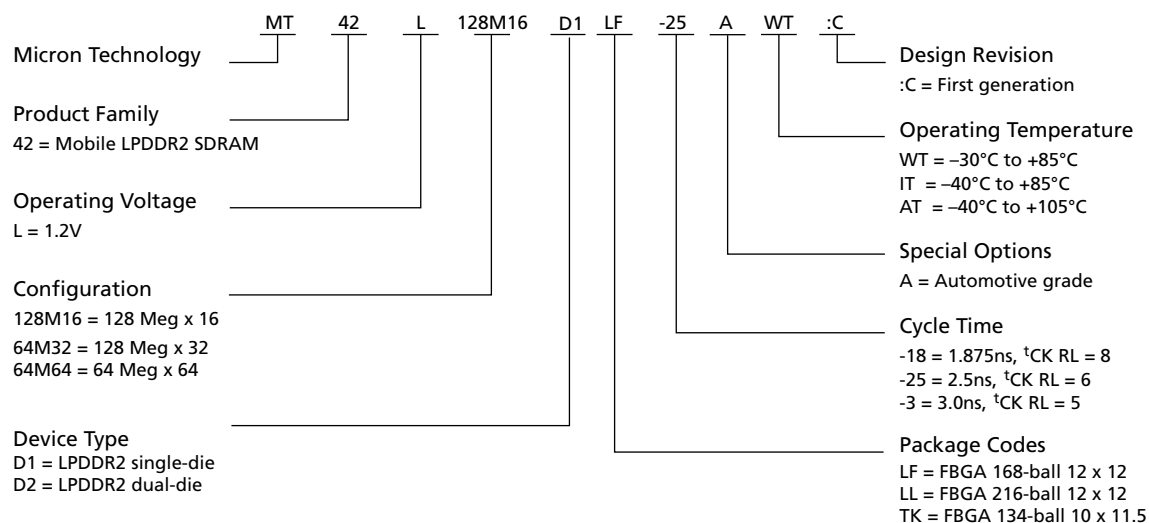 MT 42 L 128M16 D1 LF -25 A WT :C
Micron Technology
Product Family
42 = Mobile LPDDR2 SDRAM
Operating Voltage
L = 1.2V
Configuration
128M16 = 128 Meg x 16
64M32 = 128 Meg x 32
64M64 = 64 Meg x 64
Device Type
D1 = LPDDR2 single-die
D2 = LPDDR2 dual-die
Design Revision
:C = First generation
Operating Temperature
WT = –30°C to +85°C
IT = –40°C to +85°C
AT = –40°C to +105°C
Special Options
A = Automotive grade
Cycle Time
-18 = 1.875ns, tCK RL = 8
-25 = 2.5ns, tCK RL = 6
-3 = 3.0ns, tCK RL = 5
Package Codes
LF = FBGA 168-ball 12 x 12
LL = FBGA 216-ball 12 x 12
TK = FBGA 134-ball 10 x 11.5